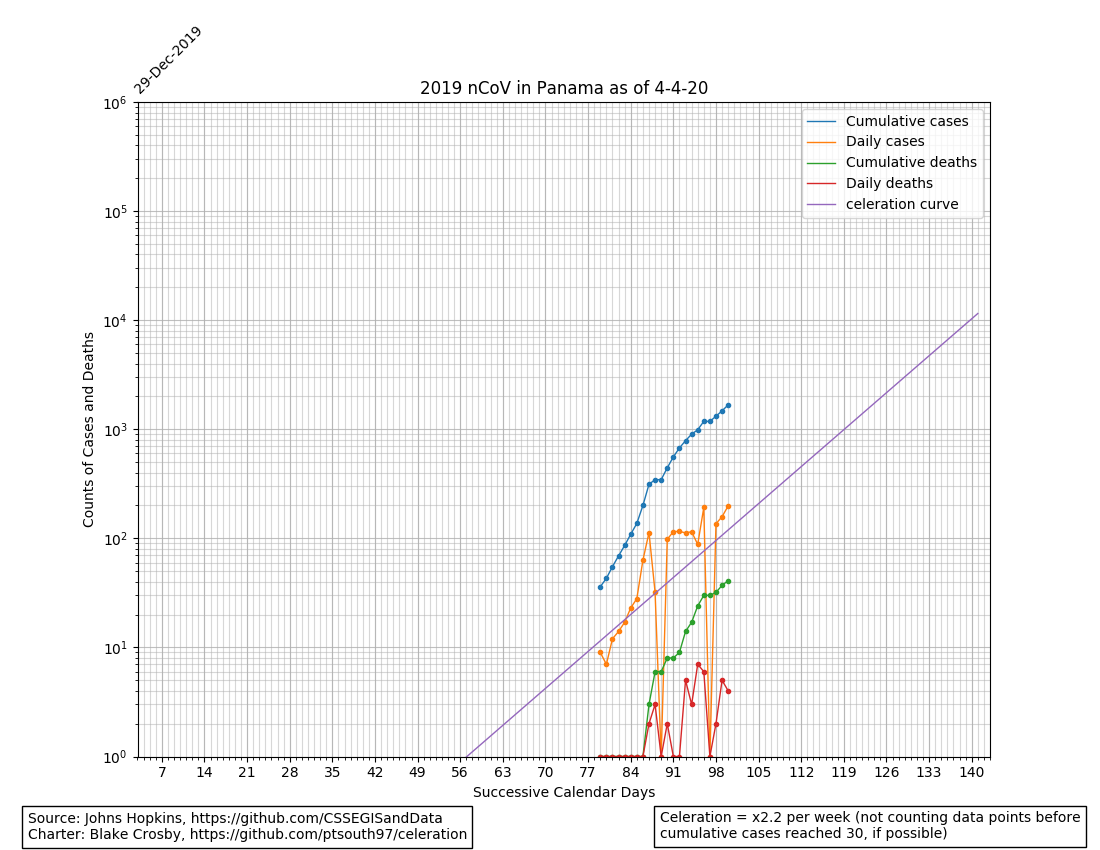 29-Dec-2019
2019 nCoV in Panama as of 4-4-20
Cumulative cases
Daily cases
Cumulative deaths
Daily deaths
celeration curve
Counts of Cases and Deaths
10^6
10^5
10^4
10^3
10^2
10^1
10^0
7 14 21 28 35 42 49 56 63 70 77 84 91 98 105 112 119 126 133 140
Successive Calendar Days
Source: Johns Hopkins, https://github.com/CSSEGISandData
Charter: Blake Crosby, https://github.com/ptsouth97/celeration
Celeration = x2.2 per week (not counting data points before
cumulative cases reached 30, if possible)